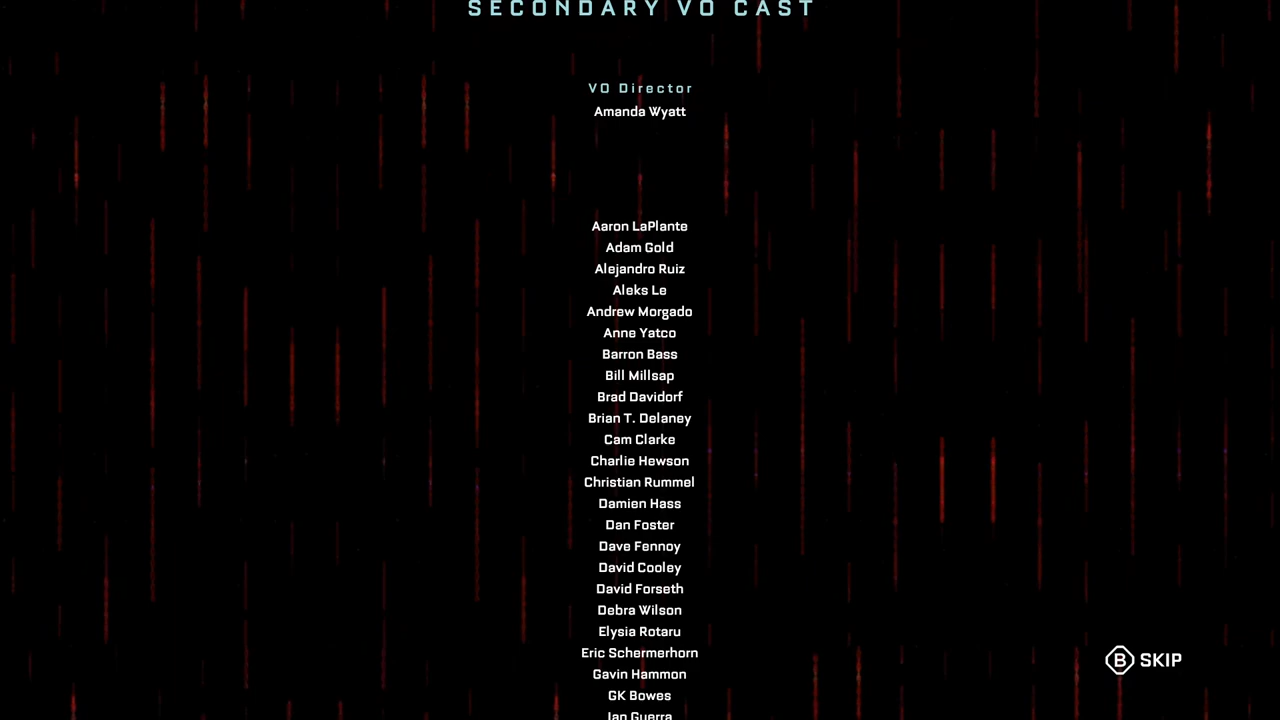 SECONDARY VO CAST
VO Director
Amanda Wyatt
Aaron LaPlante
Adam Gold
Alejandro Ruiz
Aleks Le
Andrew Morgado
Anne Yatco
Barron Bass
Bill Millsap
Brad Davidorf
Brian T. Delaney
Cam Clarke
Charlie Hewson
Christian Rummel
Damien Hass
Dan Foster
Dave Fennoy
David Cooley
David Forseth
Debra Wilson
Elysia Rotaru
Eric Schermerhorn
Gavin Hammon
GK Bowes
Ian Guerra
B SKIP